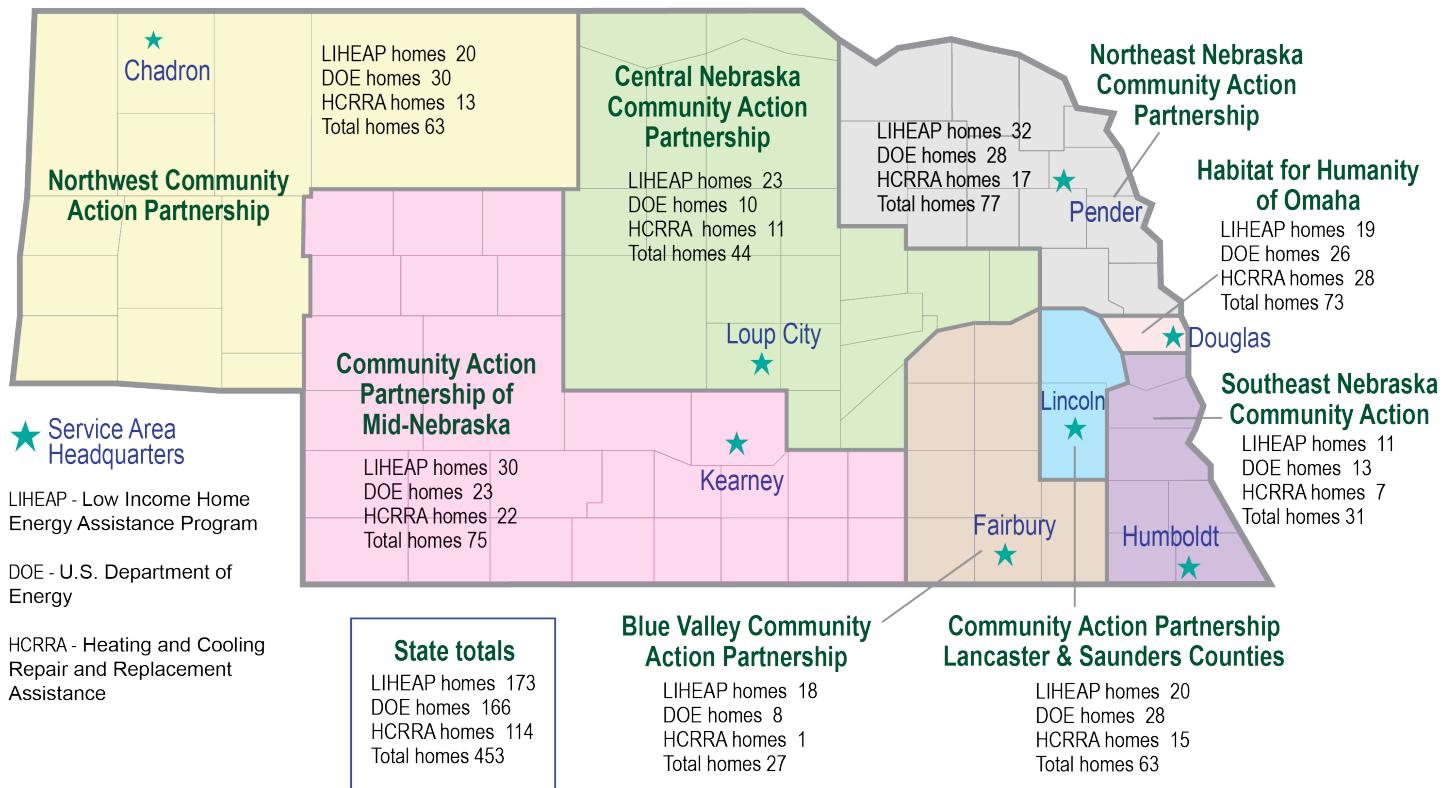 Chadron
LIHEAP homes 20
DOE homes 30
HCRRA homes 13
Total homes 63
Northwest Community
Action Partnership
Central Nebraska
Community Action
Partnership
LIHEAP homes 23
DOE homes 10
HCRRA homes 11
Total homes 44
Loup City
Northeast Nebraska
Community Action
Partnership
LIHEAP homes 32
DOE homes 28
HCRRA homes 17
Total homes 77
Pender
Habitat for Humanity
of Omaha
LIHEAP homes 19
DOE homes 26
HCRRA homes 28
Total homes 73
Douglas
Community Action
Partnership of
Mid-Nebraska
LIHEAP homes 30
DOE homes 23
HCRRA homes 22
Total homes 75
Kearney
Lincoln
Southeast Nebraska
Community Action
LIHEAP homes 11
DOE homes 13
HCRRA homes 7
Total homes 31
Humboldt
Fairbury
Service Area
Headquarters
LIHEAP - Low Income Home
Energy Assistance Program
DOE - U.S. Department of
Energy
HCRRA - Heating and Cooling
Repair and Replacement
Assistance
State totals
LIHEAP homes 173
DOE homes 166
HCRRA homes 114
Total homes 453
Blue Valley Community
Action Partnership
LIHEAP homes 18
DOE homes 8
HCRRA homes 1
Total homes 27
Community Action Partnership
Lancaster & Saunders Counties
LIHEAP homes 20
DOE homes 28
HCRRA homes 15
Total homes 63